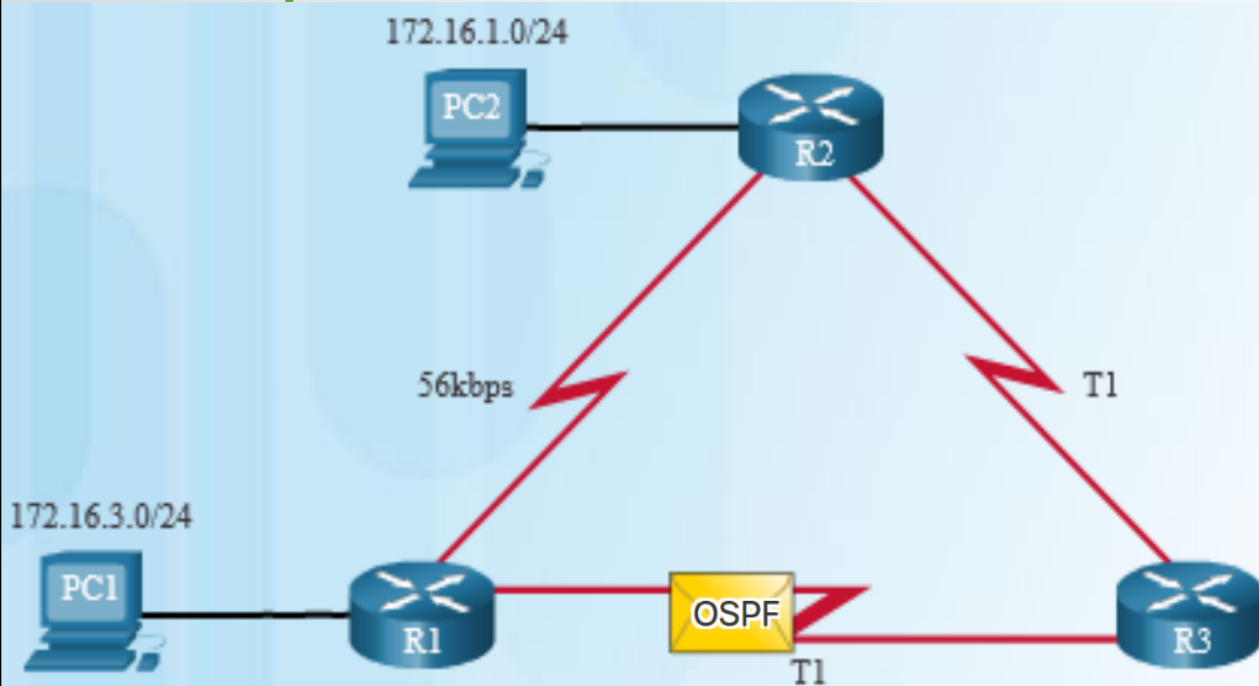 172.16.1.0/24
PC2
R2
56kbps
T1
172.16.3.0/24
PC1
R1
OSPF
T1
R3